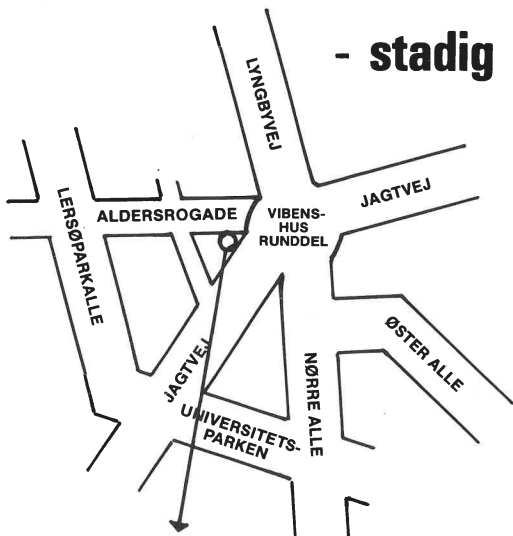 - stadig
LYNGBYVEJ
JAGTVEJ
ALDERSROGADE
VIBENS-
HUS
RUNDDEL
LERSØPARKALLE
ØSTER ALLE
JAGTVEJ
NØRRE ALLE
UNIVERSITETS-
PARKEN